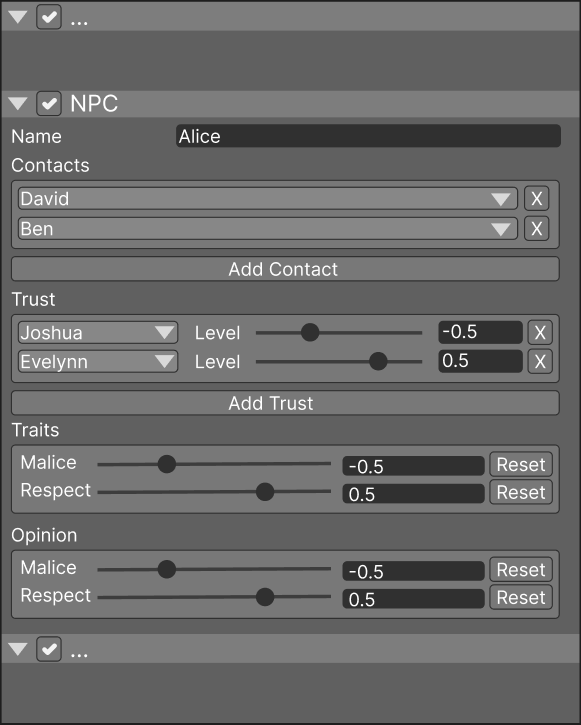 ...
NPC
Name Alice
Contacts
David X
Ben X
Add Contact
Trust
Joshua Level -0.5 X
Evelynn Level 0.5 X
Add Trust
Traits
Malice -0.5 Reset
Respect 0.5 Reset
Opinion
Malice -0.5 Reset
Respect 0.5 Reset
...